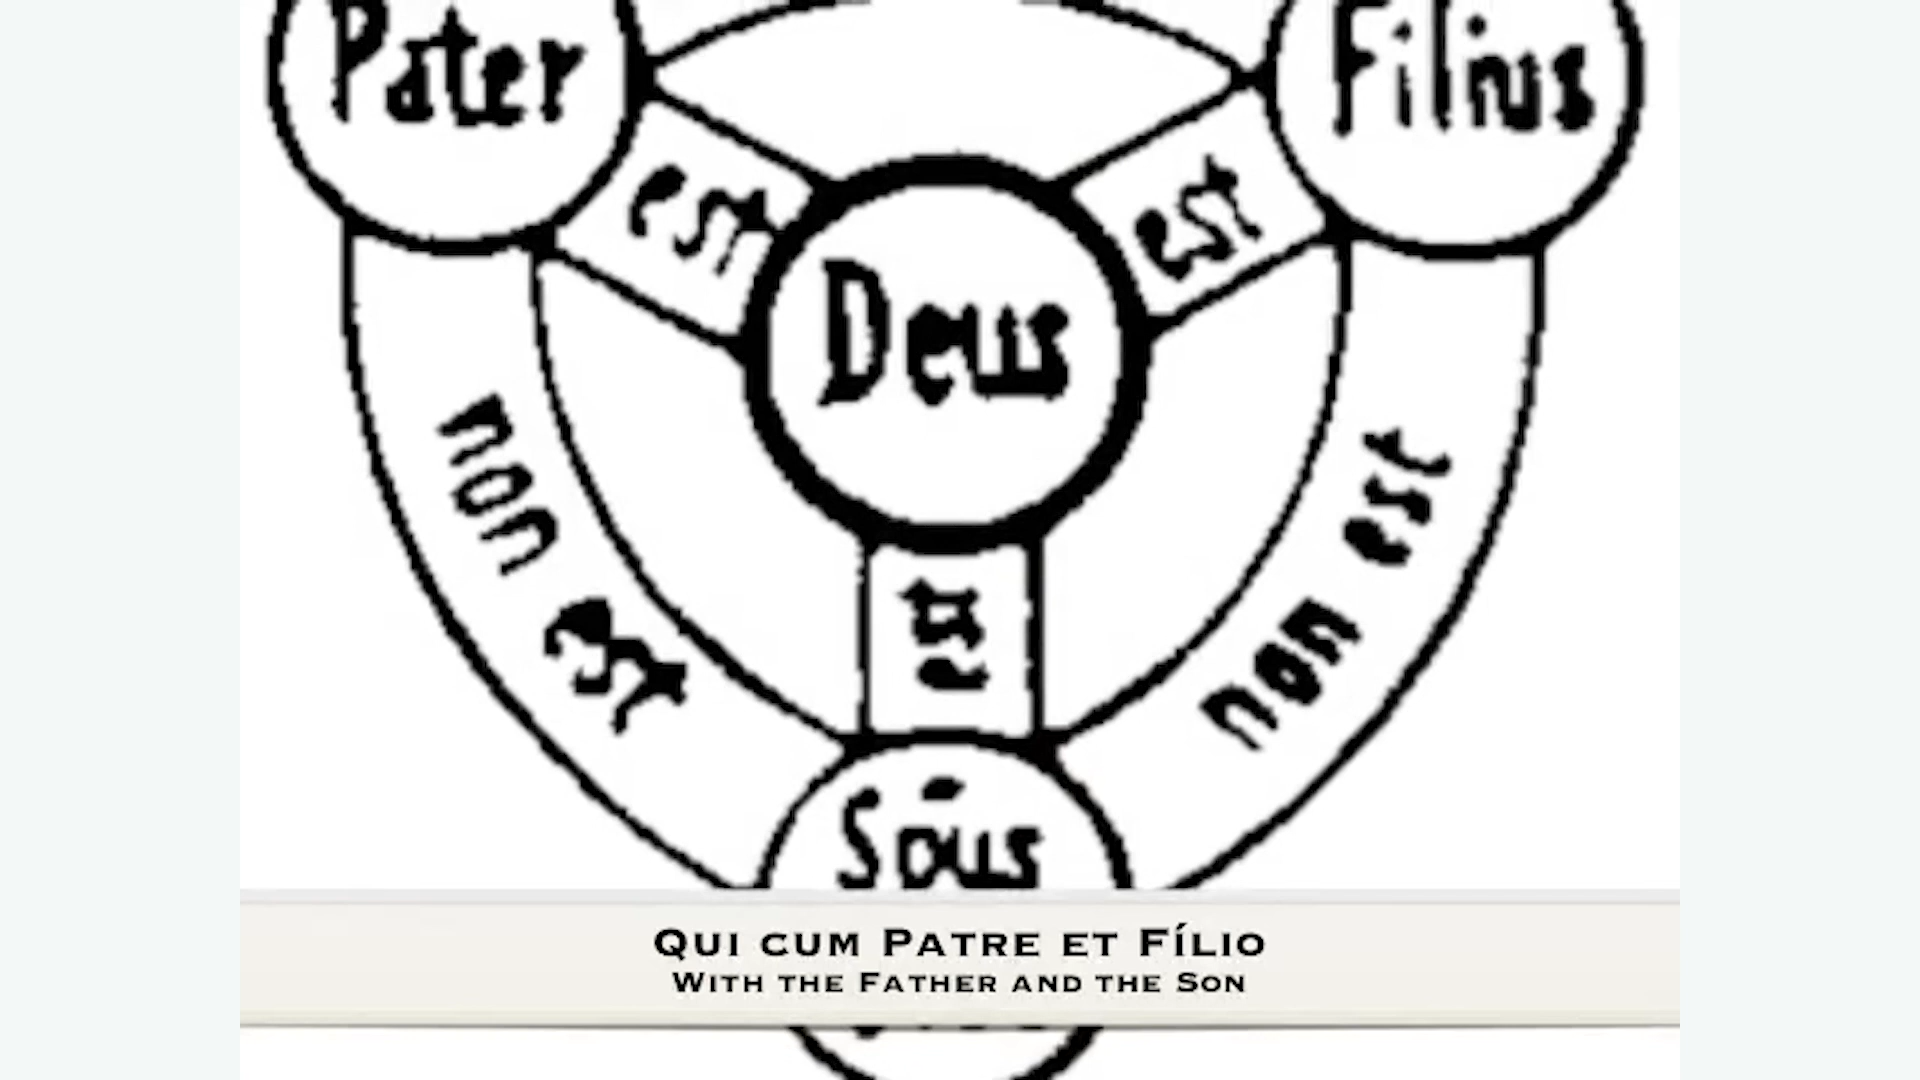 Pater
Filius
est
est
Deus
non est
est
non est
QUI CUM PATRE ET FÍLIO
WITH THE FATHER AND THE SON